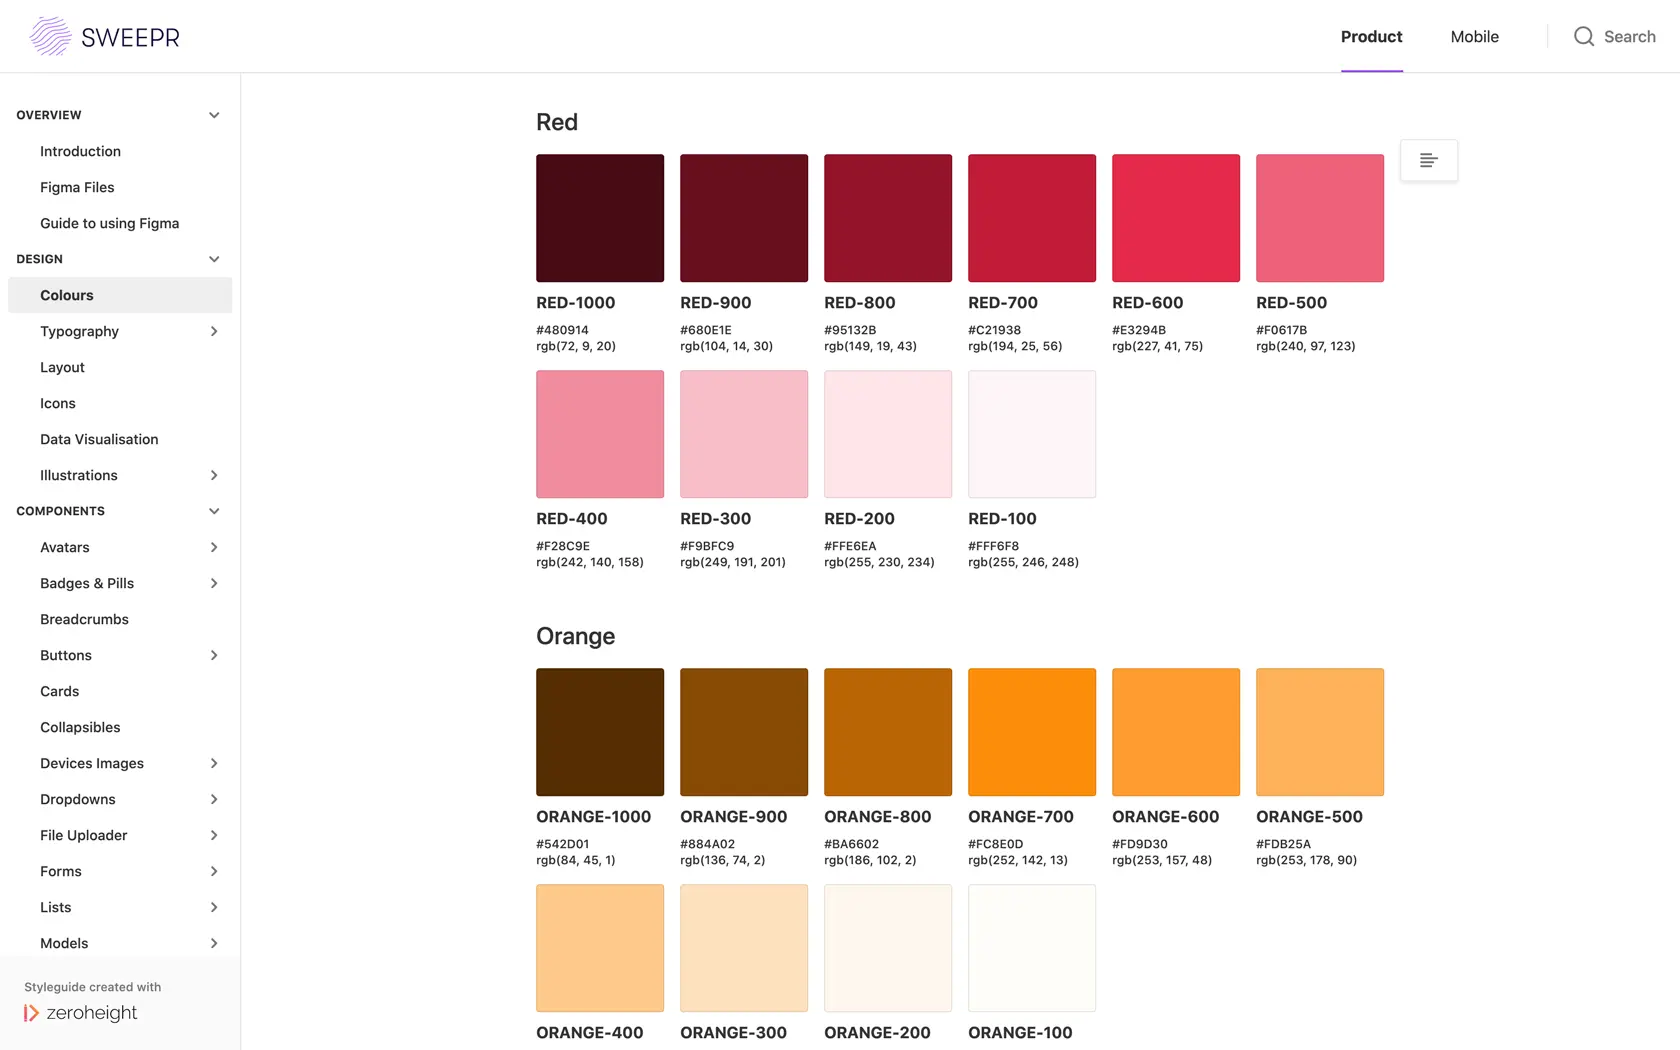 SWEEPR
Product
Mobile
Search
OVERVIEW
Introduction
Figma Files
Guide to using Figma
DESIGN
Colours
Typography
Layout
Icons
Data Visualisation
Illustrations
COMPONENTS
Avatars
Badges & Pills
Breadcrumbs
Buttons
Cards
Collapsibles
Devices Images
Dropdowns
File Uploader
Forms
Lists
Models
Styleguide created with
zeroheight
Red
RED-1000
#480914
rgb(72, 9, 20)
RED-900
#680E1E
rgb(104, 14, 30)
RED-800
#95132B
rgb(149, 19, 43)
RED-700
#C21938
rgb(194, 25, 56)
RED-600
#E3294B
rgb(227, 41, 75)
RED-500
#F0617B
rgb(240, 97, 123)
RED-400
#F28C9E
rgb(242, 140, 158)
RED-300
#F9BFC9
rgb(249, 191, 201)
RED-200
#FFE6EA
rgb(255, 230, 234)
RED-100
#FFF6F8
rgb(255, 246, 248)
Orange
ORANGE-1000
#542D01
rgb(84, 45, 1)
ORANGE-900
#884A02
rgb(136, 74, 2)
ORANGE-800
#BA6602
rgb(186, 102, 2)
ORANGE-700
#FC8E0D
rgb(252, 142, 13)
ORANGE-600
#FD9D30
rgb(253, 157, 48)
ORANGE-500
#FDB25A
rgb(253, 178, 90)
ORANGE-400
ORANGE-300
ORANGE-200
ORANGE-100